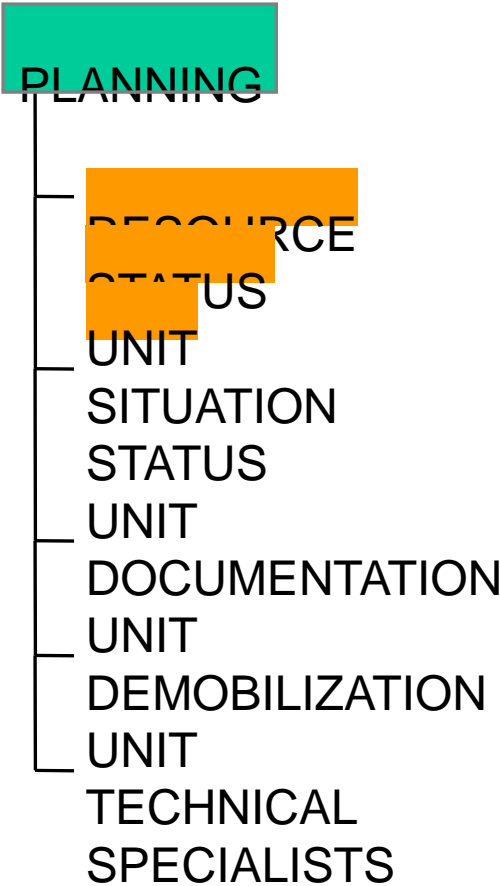 PLANNING
RESOURCE
STATUS
UNIT
SITUATION
STATUS
UNIT
DOCUMENTATION
UNIT
DEMOBILIZATION
UNIT
TECHNICAL
SPECIALISTS